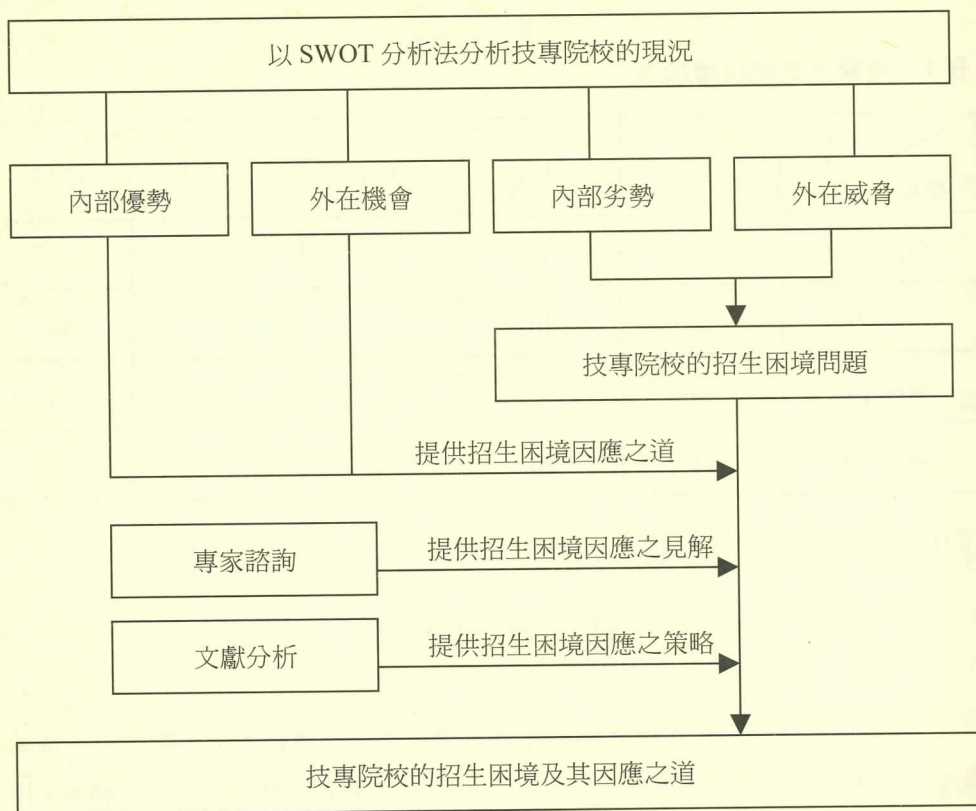 以 SWOT 分析法分析技專院校的現況
內部優勢
外在機會
內部劣勢
外在威脅
技專院校的招生困境問題
提供招生困境因應之道
專家諮詢
提供招生困境因應之見解
文獻分析
提供招生困境因應之策略
技專院校的招生困境及其因應之道